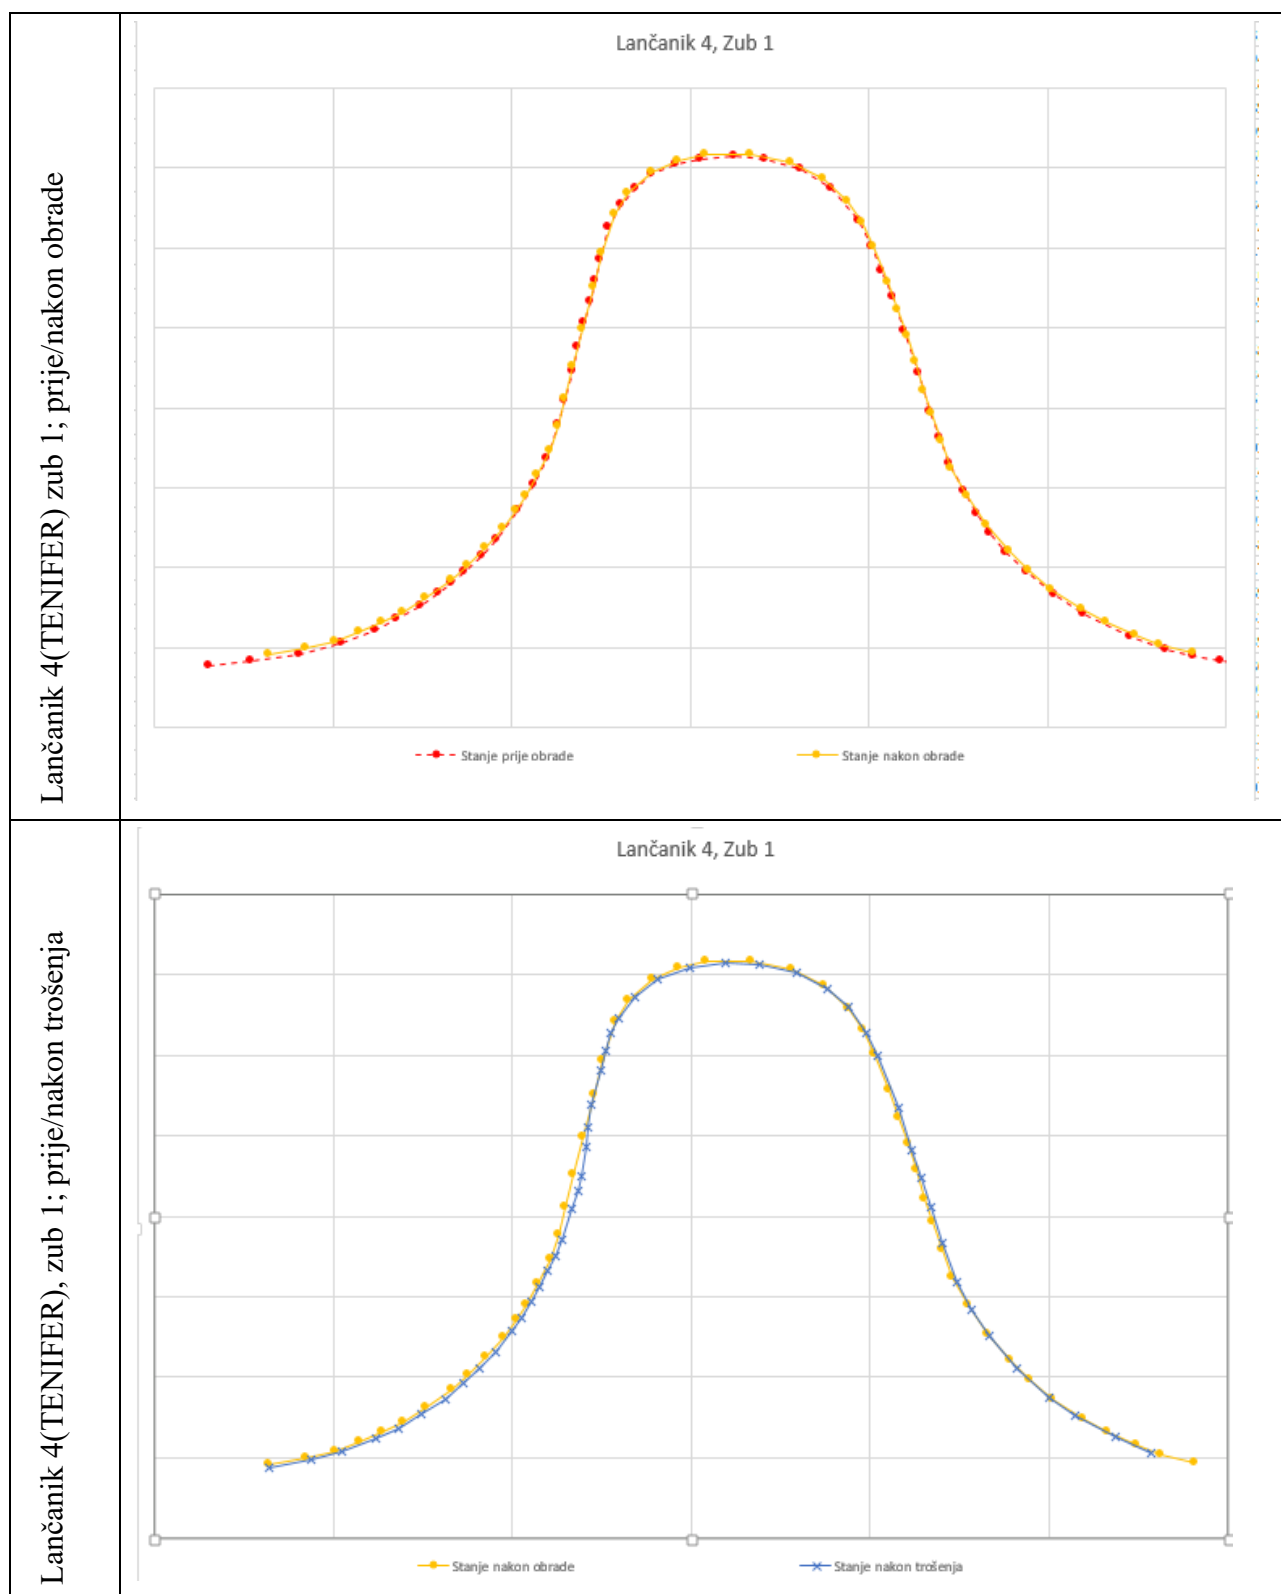 Lančanik 4(TENIFER) zub 1; prije/nakon obrade
Lančanik 4, Zub 1
Stanje prije obrade
Stanje nakon obrade
Lančanik 4(TENIFER), zub 1; prije/nakon trošenja
Lančanik 4, Zub 1
Stanje nakon obrade
Stanje nakon trošenja